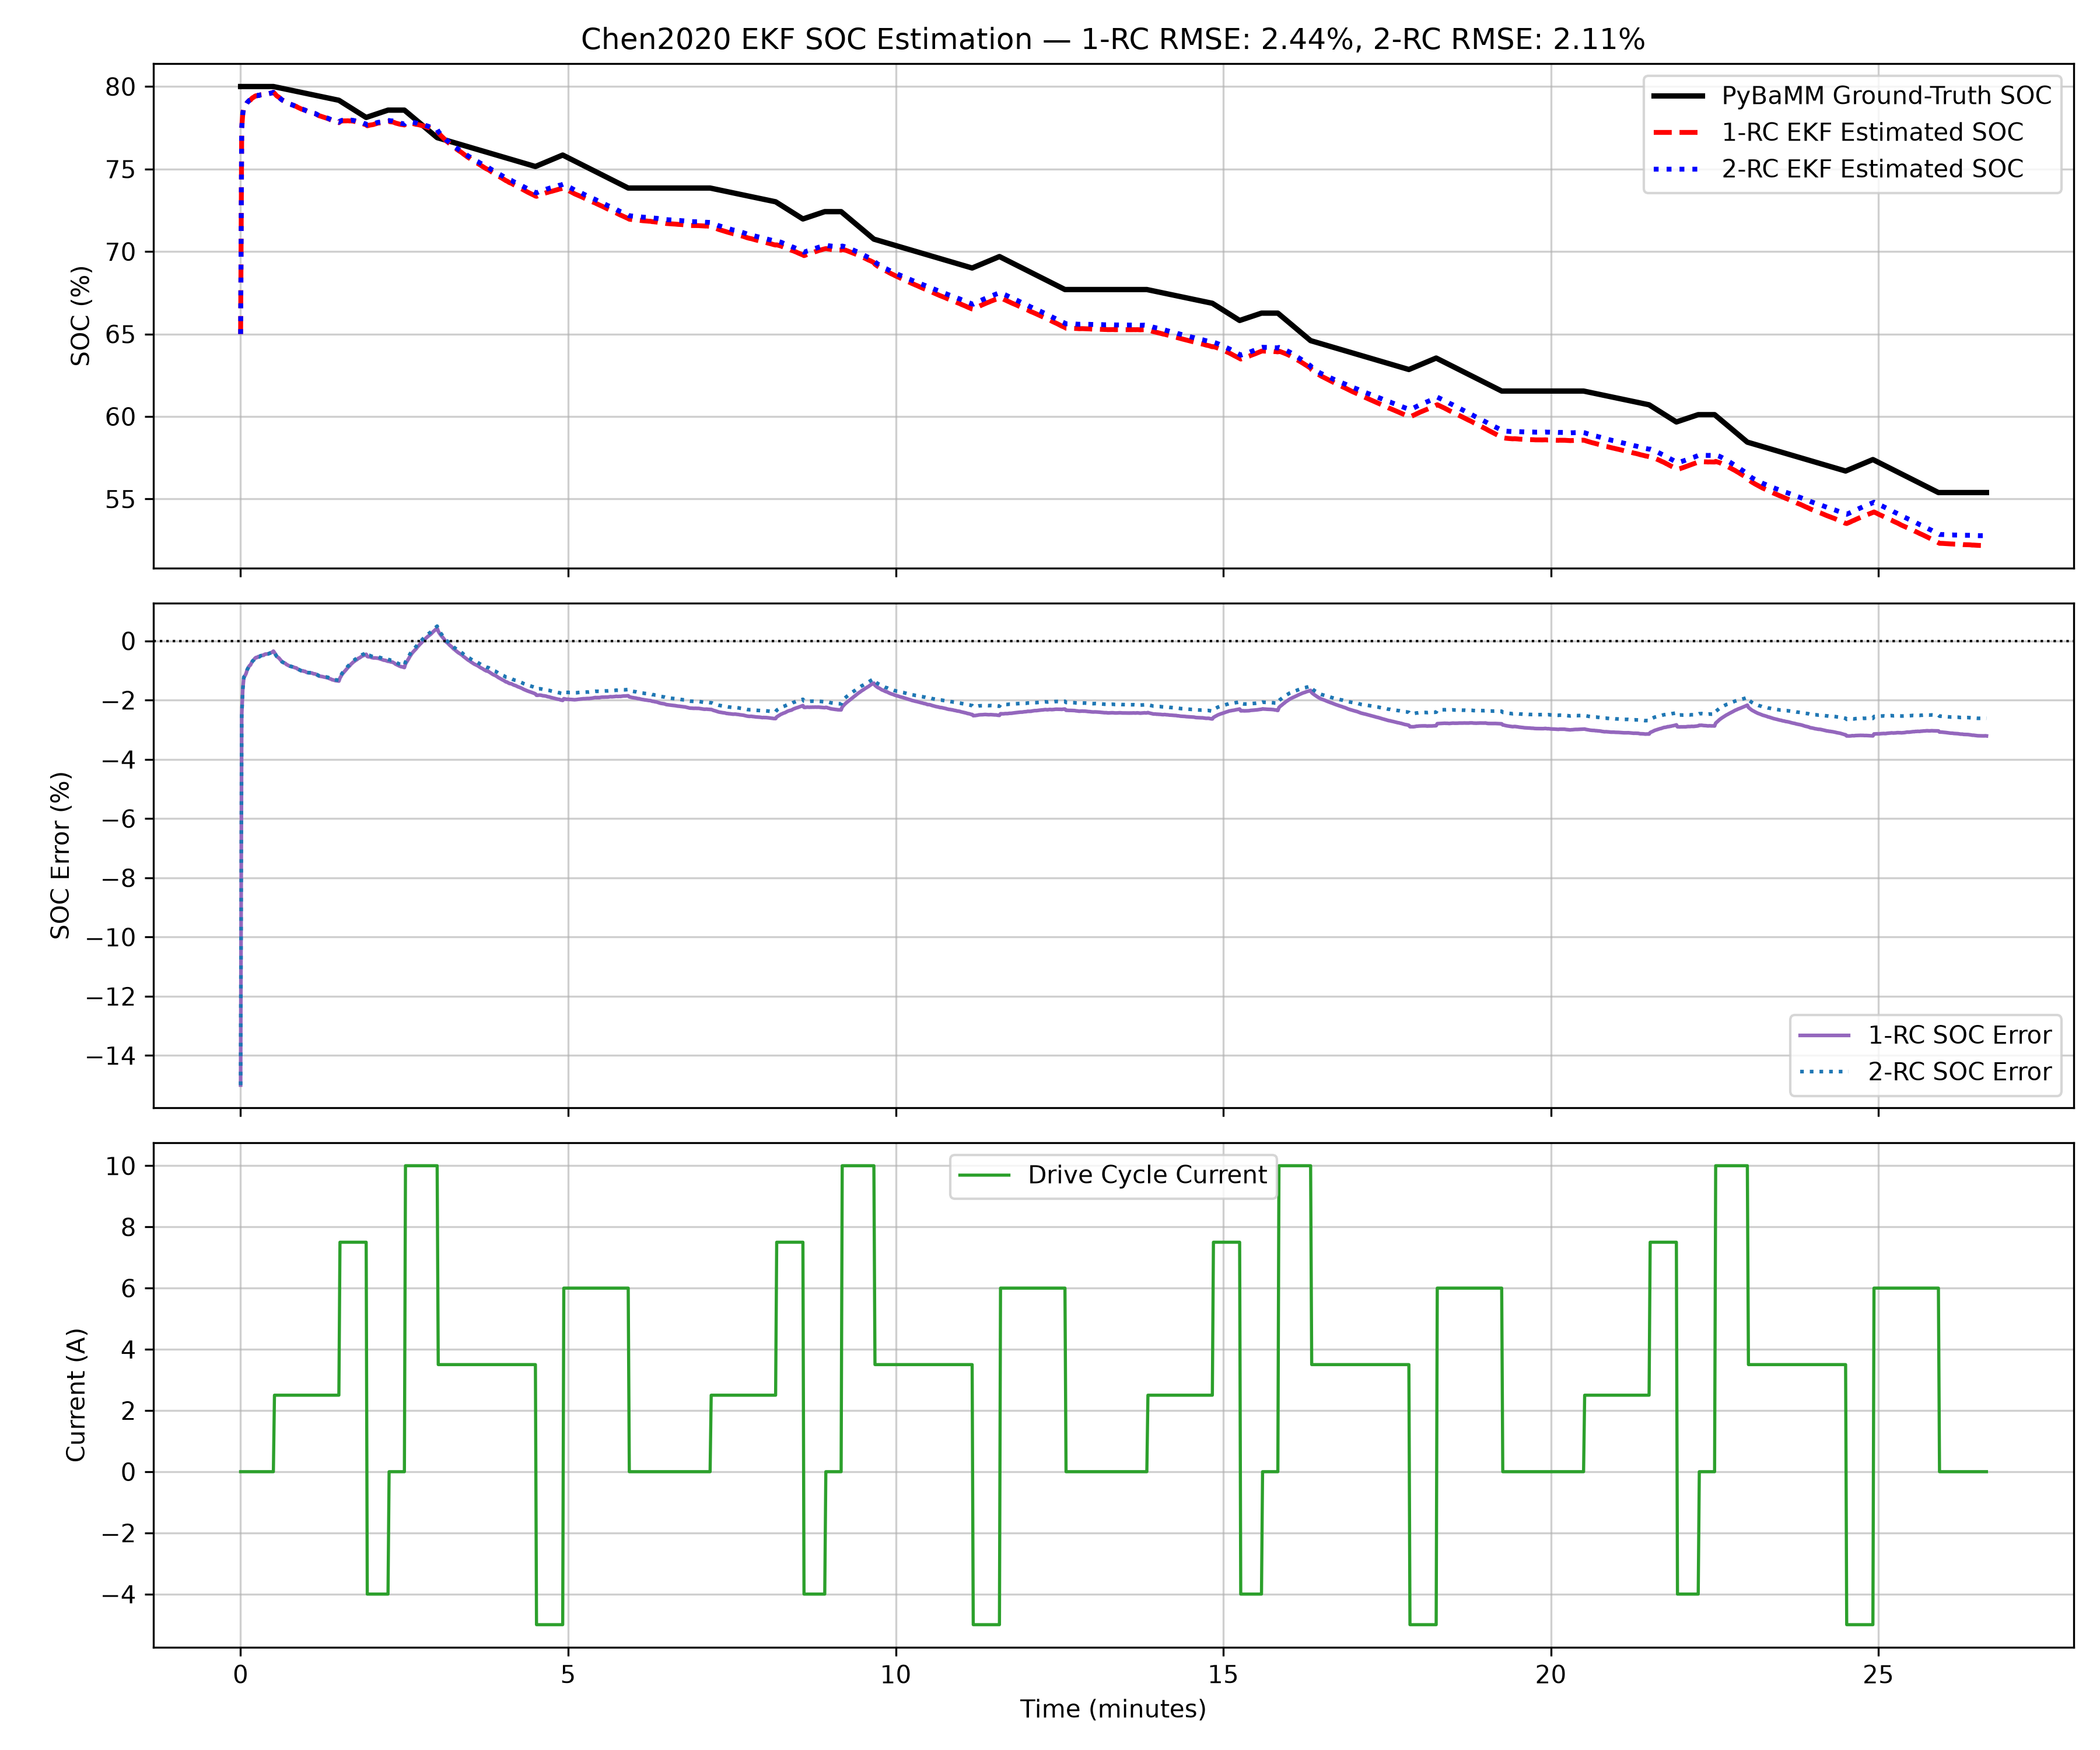 Chen2020 EKF SOC Estimation — 1-RC RMSE: 2.44%, 2-RC RMSE: 2.11%
80
75
70
65
60
55
SOC (%)
PyBaMM Ground-Truth SOC
1-RC EKF Estimated SOC
2-RC EKF Estimated SOC
0
−2
−4
−6
−8
−10
−12
−14
SOC Error (%)
1-RC SOC Error
2-RC SOC Error
10
8
6
4
2
0
−2
−4
Current (A)
Drive Cycle Current
0 5 10 15 20 25
Time (minutes)